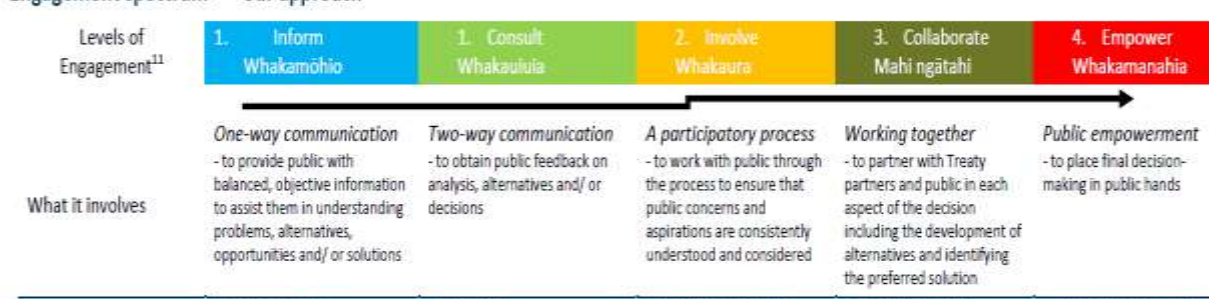 Levels of
Engagement11
1. Inform
Whakamōhio
1. Consult
Whakauiuia
2. Involve
Whakaura
3. Collaborate
Mahi ngātahi
4. Empower
Whakamanahia
What it involves
One-way communication
- to provide public with
balanced, objective information
to assist them in understanding
problems, alternatives,
opportunities and/ or solutions
Two-way communication
- to obtain public feedback on
analysis, alternatives and/ or
decisions
A participatory process
- to work with public through
the process to ensure that
public concerns and
aspirations are consistently
understood and considered
Working together
- to partner with Treaty
partners and public in each
aspect of the decision
including the development of
alternatives and identifying
the preferred solution
Public empowerment
- to place final decision-
making in public hands